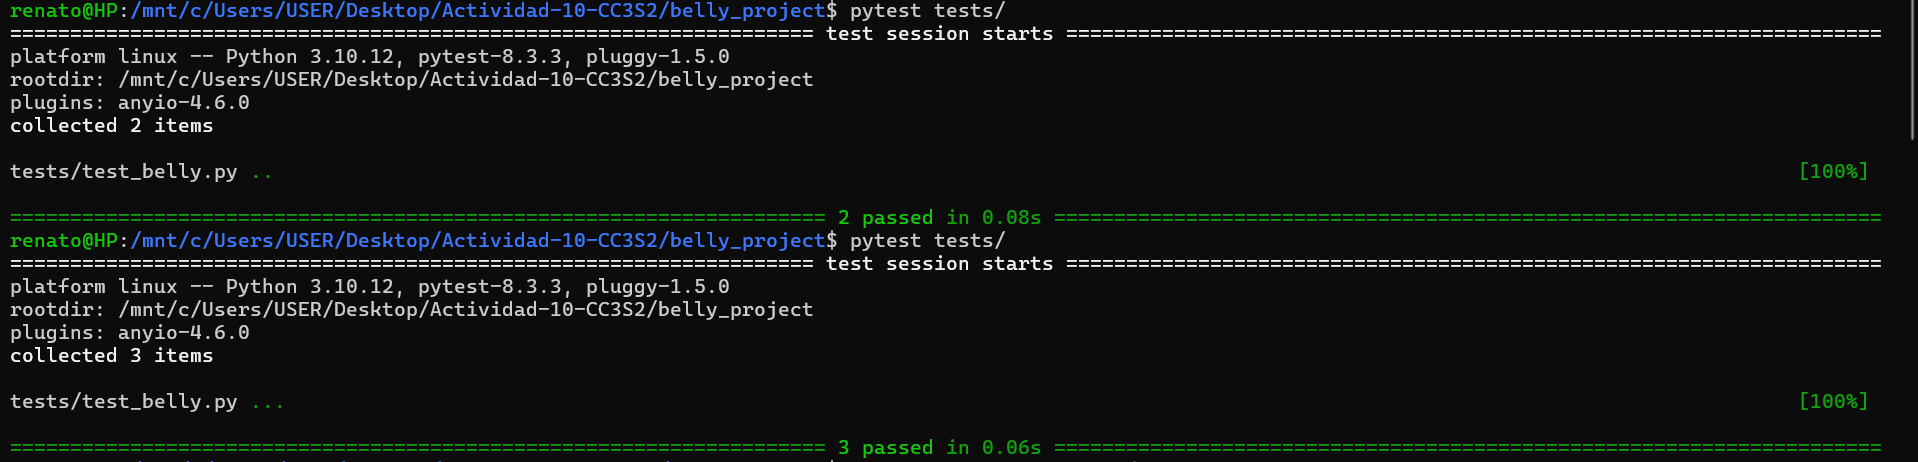 renato@HP:/mnt/c/Users/USER/Desktop/Actividad-10-CC3S2/belly_project$ pytest tests/
=================================================================== test session starts ====================================================================
platform linux -- Python 3.10.12, pytest-8.3.3, pluggy-1.5.0
rootdir: /mnt/c/Users/USER/Desktop/Actividad-10-CC3S2/belly_project
plugins: anyio-4.6.0
collected 2 items
tests/test_belly.py .. [100%]
==================================================================== 2 passed in 0.08s =====================================================================
renato@HP:/mnt/c/Users/USER/Desktop/Actividad-10-CC3S2/belly_project$ pytest tests/
=================================================================== test session starts ====================================================================
platform linux -- Python 3.10.12, pytest-8.3.3, pluggy-1.5.0
rootdir: /mnt/c/Users/USER/Desktop/Actividad-10-CC3S2/belly_project
plugins: anyio-4.6.0
collected 3 items
tests/test_belly.py ... [100%]
==================================================================== 3 passed in 0.06s =====================================================================